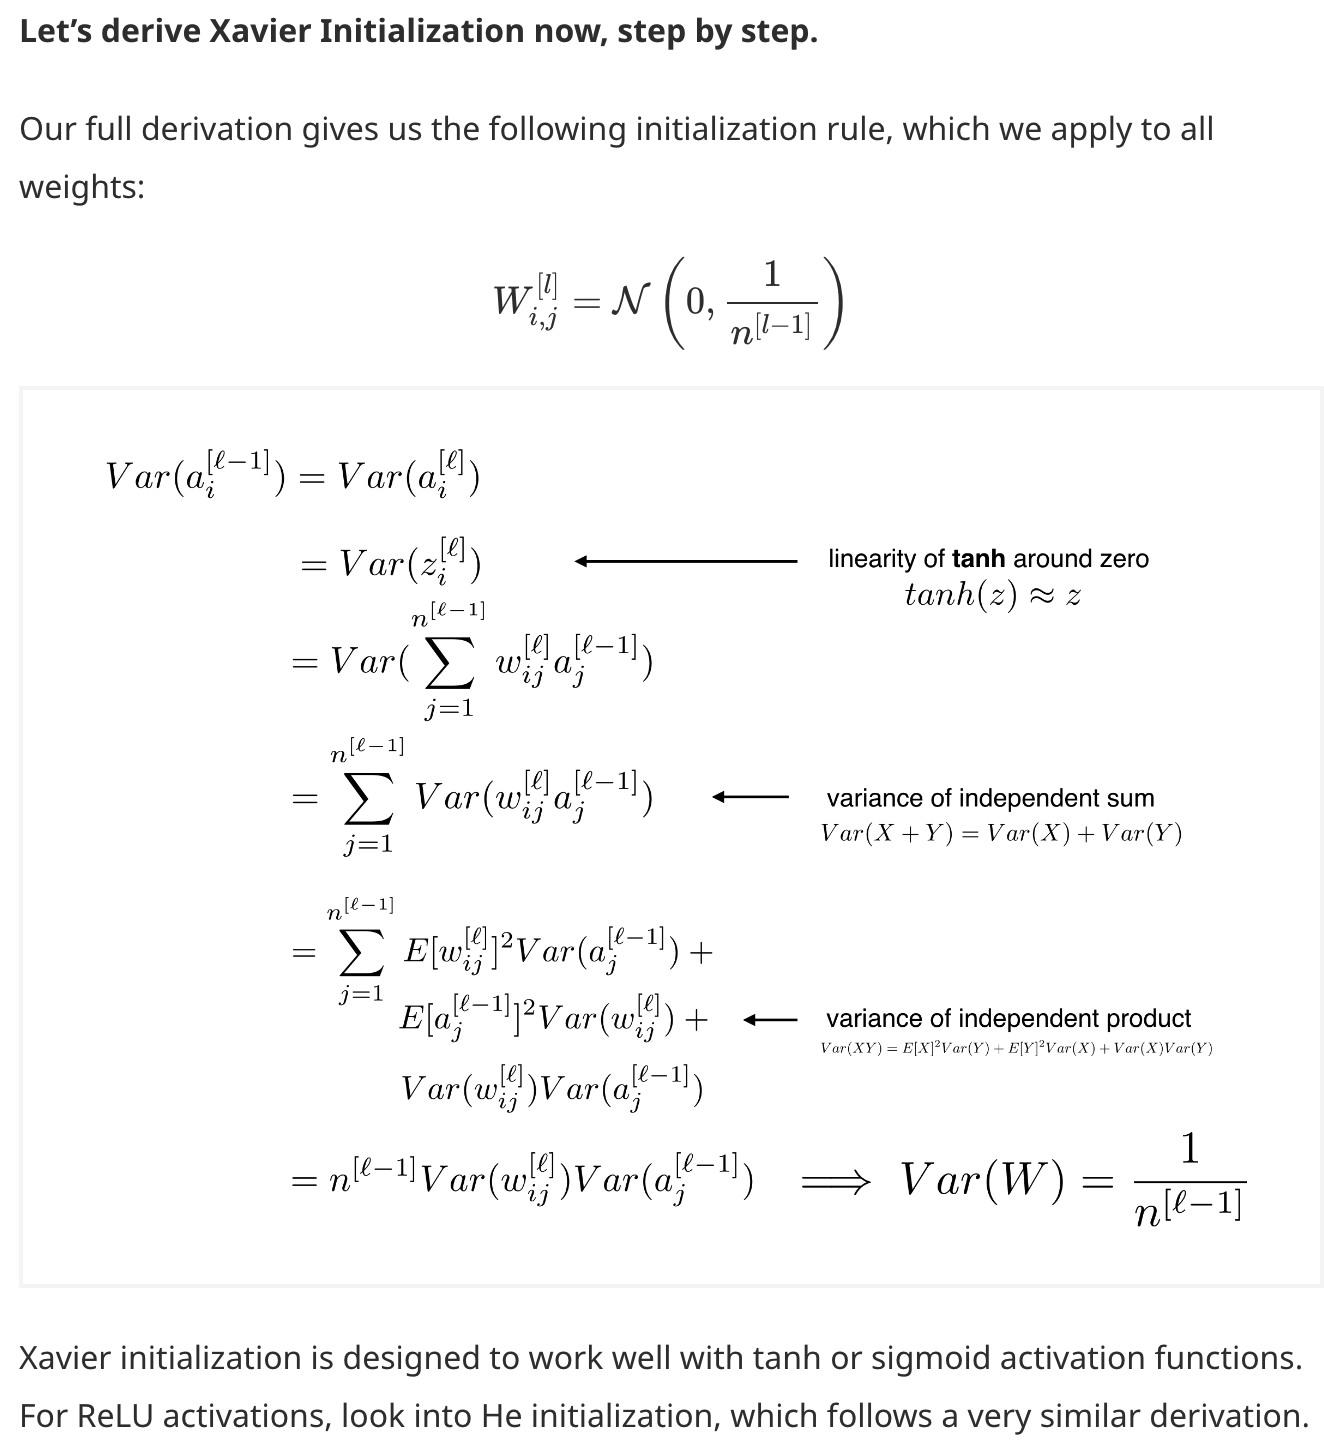 Let’s derive Xavier Initialization now, step by step.
Our full derivation gives us the following initialization rule, which we apply to all
weights:
$W_{i,j}^{[l]} = \mathcal{N}\left(0, \frac{1}{n^{[l-1]}}\right)$
$Var(a_i^{[\ell-1]}) = Var(a_i^{[\ell]})$
$= Var(z_i^{[\ell]})$ ← linearity of tanh around zero
$tanh(z) \approx z$
$= Var(\sum_{j=1}^{n^{[\ell-1]}} w_{ij}^{[\ell]} a_j^{[\ell-1]})$
$= \sum_{j=1}^{n^{[\ell-1]}} Var(w_{ij}^{[\ell]} a_j^{[\ell-1]})$ ← variance of independent sum
$Var(X + Y) = Var(X) + Var(Y)$
$= \sum_{j=1}^{n^{[\ell-1]}} E[w_{ij}^{[\ell]}]^2 Var(a_j^{[\ell-1]}) +$
$E[a_j^{[\ell-1]}]^2 Var(w_{ij}^{[\ell]}) +$ ← variance of independent product
$Var(XY) = E[X]^2 Var(Y) + E[Y]^2 Var(X) + Var(X)Var(Y)$
$Var(w_{ij}^{[\ell]}) Var(a_j^{[\ell-1]})$
$= n^{[\ell-1]} Var(w_{ij}^{[\ell]}) Var(a_j^{[\ell-1]}) \implies Var(W) = \frac{1}{n^{[\ell-1]}}$
Xavier initialization is designed to work well with tanh or sigmoid activation functions.
For ReLU activations, look into He initialization, which follows a very similar derivation.